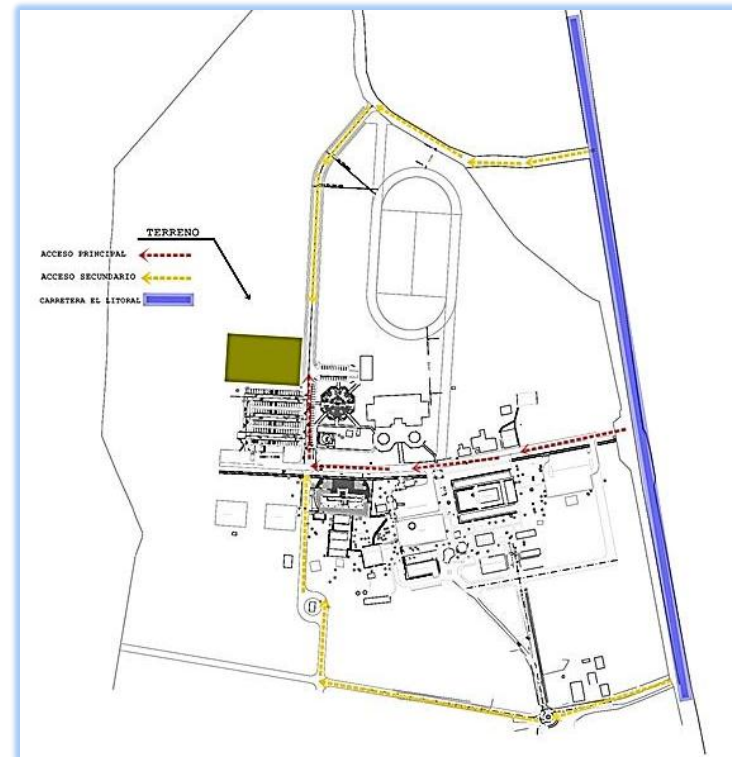 TERRENO
ACCESO PRINCIPAL
ACCESO SECUNDARIO
CARRETERA EL LITORAL